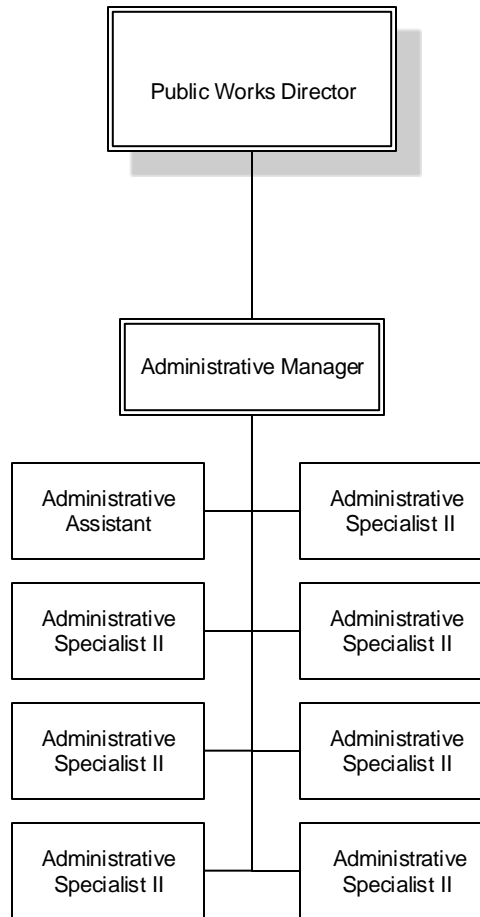 Public Works Director
Administrative Manager
Administrative
Assistant
Administrative
Specialist II
Administrative
Specialist II
Administrative
Specialist II
Administrative
Specialist II
Administrative
Specialist II
Administrative
Specialist II
Administrative
Specialist II